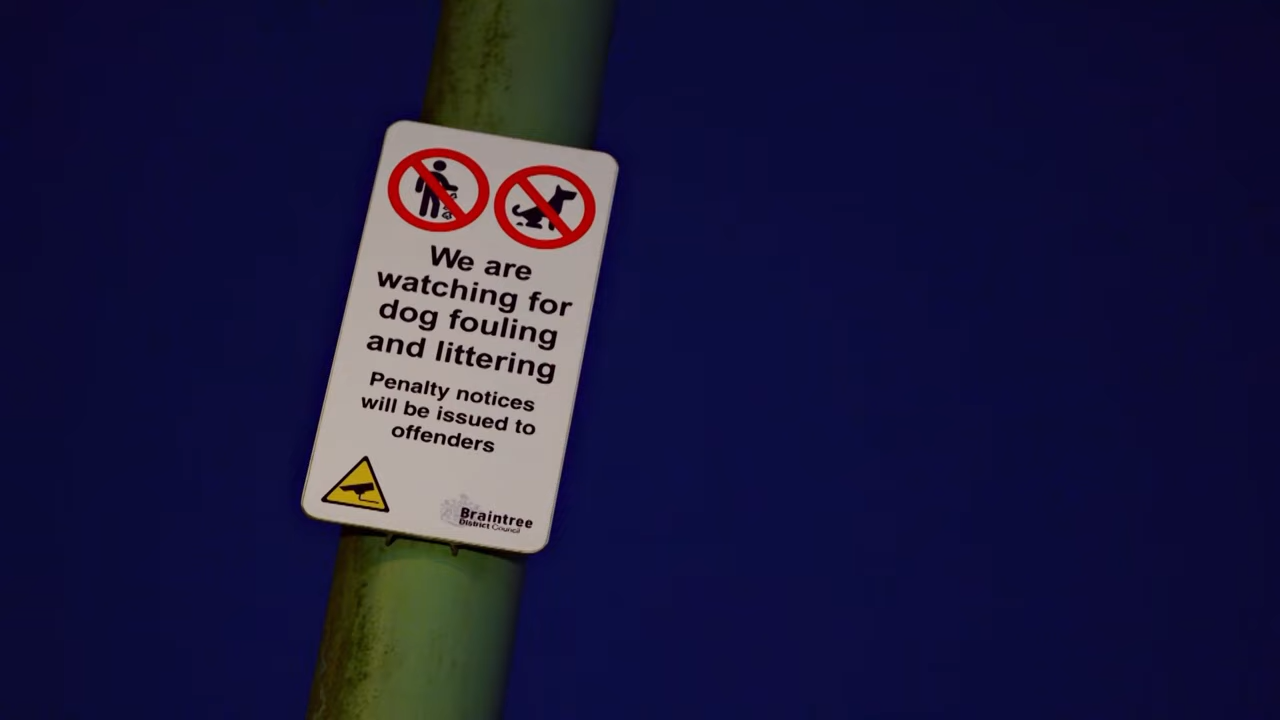 We are
watching for
dog fouling
and littering
Penalty notices
will be issued to
offenders
Braintree
District Council